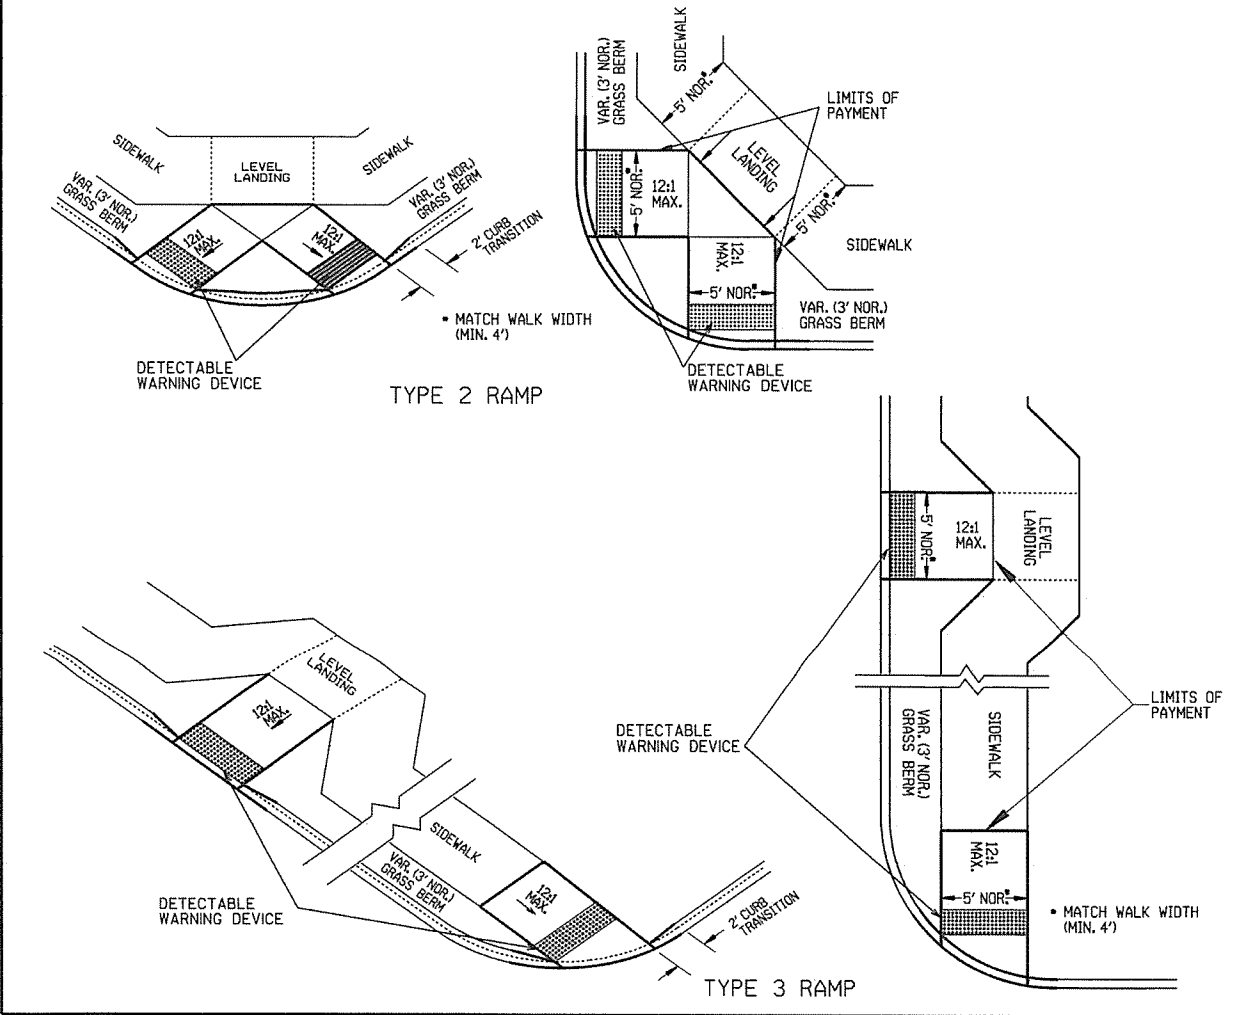 SIDEWALK
LEVEL
LANDING
SIDEWALK
VAR. (3' NOR.)
GRASS BERM
VAR. (3' NOR.)
GRASS BERM
12:1
MAX.
12:1
MAX.
2' CURB
TRANSITION
* MATCH WALK WIDTH
(MIN. 4')
DETECTABLE
WARNING DEVICE
TYPE 2 RAMP
VAR. (3' NOR.)
GRASS BERM
SIDEWALK
5' NOR.*
LIMITS OF
PAYMENT
LEVEL
LANDING
5' NOR.*
12:1
MAX.
5' NOR.*
SIDEWALK
12:1
MAX.
5' NOR.*
VAR. (3' NOR.)
GRASS BERM
DETECTABLE
WARNING DEVICE
LEVEL
LANDING
12:1
MAX.
SIDEWALK
VAR. (3' NOR.)
GRASS BERM
12:1
MAX.
DETECTABLE
WARNING DEVICE
2' CURB
TRANSITION
TYPE 3 RAMP
5' NOR.*
12:1
MAX.
LEVEL
LANDING
DETECTABLE
WARNING DEVICE
VAR. (3' NOR.)
GRASS BERM
SIDEWALK
LIMITS OF
PAYMENT
12:1
MAX.
5' NOR.*
* MATCH WALK WIDTH
(MIN. 4')